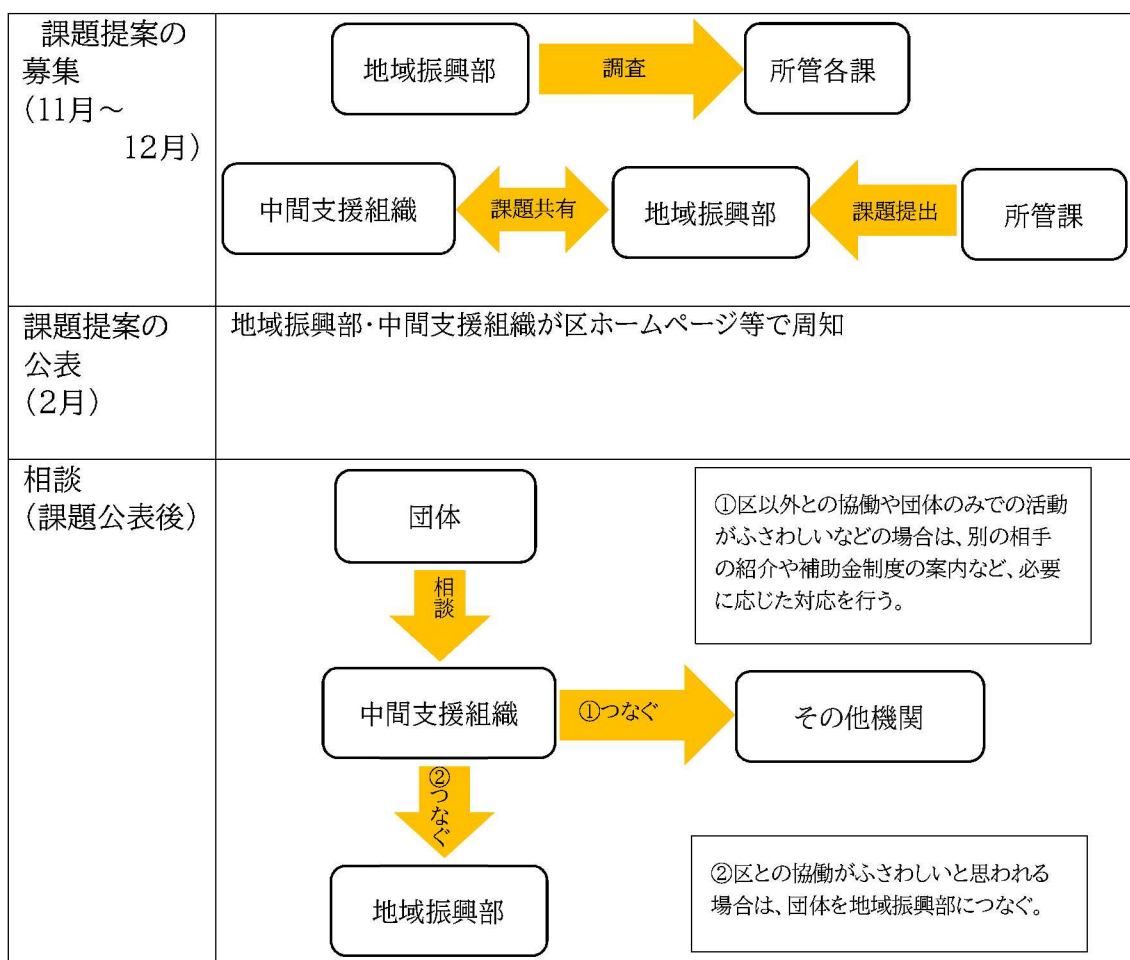 課題提案の
募集
(11月~
12月)
地域振興部
調査
所管各課
中間支援組織
課題共有
地域振興部
課題提出
所管課
課題提案の
公表
(2月)
地域振興部・中間支援組織が区ホームページ等で周知
相談
(課題公表後)
団体
①区以外との協働や団体のみでの活動
がふさわしいなどの場合は、別の相手
の紹介や補助金制度の案内など、必要
に応じた対応を行う。
相談
中間支援組織
①つなぐ
その他機関
②つなぐ
②区との協働がふさわしいと思われる
場合は、団体を地域振興部につなぐ。
地域振興部